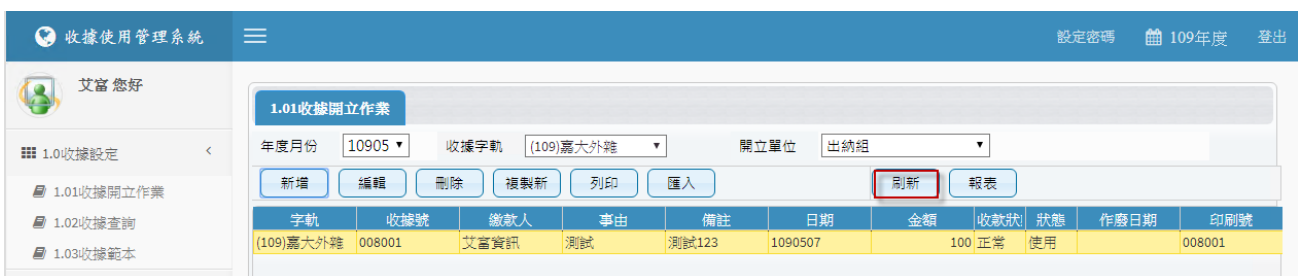 收據使用管理系統 設定密碼 109年度 登出
艾富 您好
1.01收據開立作業
1.0收據設定 年度月份 10905 收據字軌 (109)嘉大外雜 開立單位 出納組
新增 編輯 刪除 複製新 列印 匯入 刷新 報表
1.01收據開立作業
字軌 收據號 繳款人 事由 備註 日期 金額 收款狀 狀態 作廢日期 印刷號
1.02收據查詢
(109)嘉大外雜 008001 艾富資訊 測試 測試123 1090507 100 正常 使用 008001
1.03收據範本